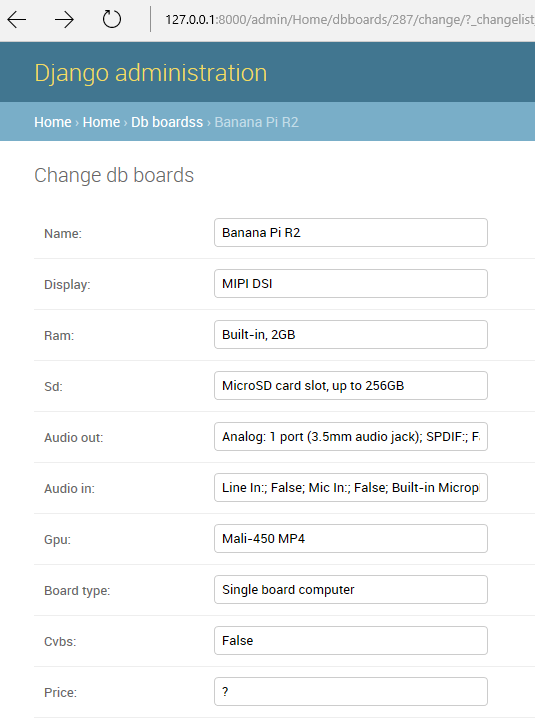 127.0.0.1:8000/admin/Home/dbboards/287/change/?_changelist
Django administration
Home › Home › Db boardss › Banana Pi R2
Change db boards
Name: Banana Pi R2
Display: MIPI DSI
Ram: Built-in, 2GB
Sd: MicroSD card slot, up to 256GB
Audio out: Analog: 1 port (3.5mm audio jack); SPDIF:; F
Audio in: Line In:; False; Mic In:; False; Built-in Microp
Gpu: Mali-450 MP4
Board type: Single board computer
Cvbs: False
Price: ?